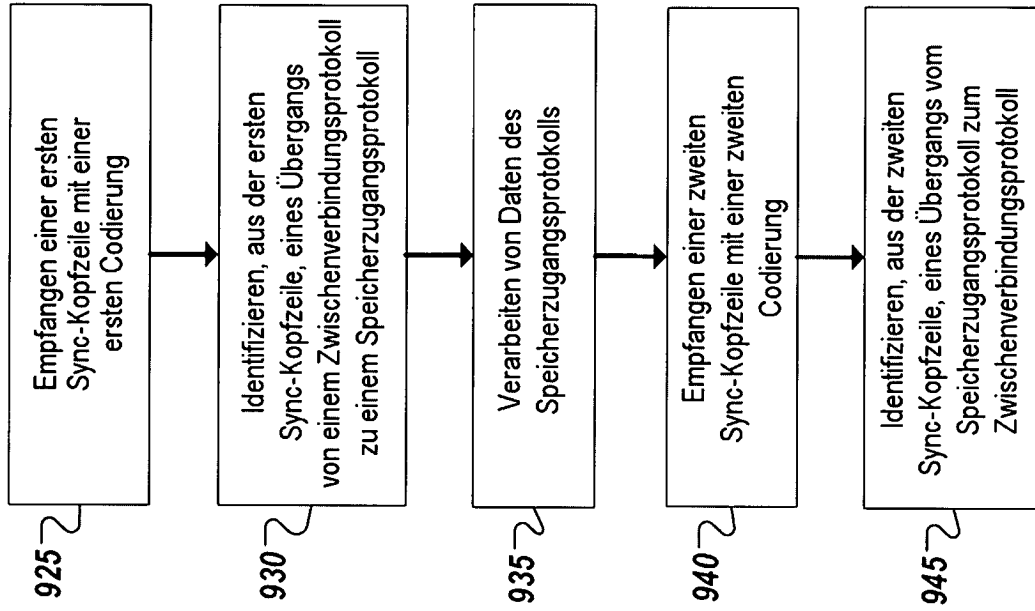 925
Empfangen einer ersten
Sync-Kopfzeile mit einer
ersten Codierung
930
Identifizieren, aus der ersten
Sync-Kopfzeile, eines Übergangs
von einem Zwischenverbindungsprotokoll
zu einem Speicherzugangsprotokoll
935
Verarbeiten von Daten des
Speicherzugangsprotokolls
940
Empfangen einer zweiten
Sync-Kopfzeile mit einer zweiten
Codierung
945
Identifizieren, aus der zweiten
Sync-Kopfzeile, eines Übergangs vom
Speicherzugangsprotokoll zum
Zwischenverbindungsprotokoll